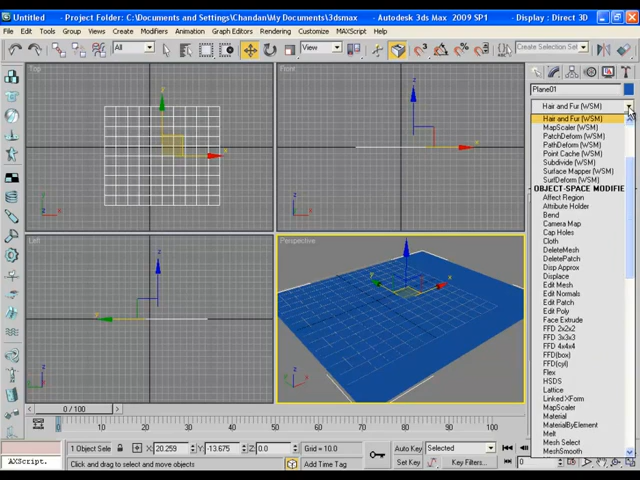 Untitled - Project Folder: C:\Documents and Settings\Chandan\My Documents\3dsmax - Autodesk 3ds Max 2009 SP1 - Display : Direct 3D
File Edit Tools Group Views Create Modifiers Animation Graph Editors Rendering Customize MAXScript Help
All
View
Create Selection Set
Top
Front
Left
Perspective
z
y
x
Plane01
Hair and Fur (WSM)
Hair and Fur (WSM)
MapScaler (WSM)
PatchDeform (WSM)
PathDeform (WSM)
Point Cache (WSM)
Subdivide (WSM)
Surface Mapper (WSM)
SurfDeform (WSM)
OBJECT-SPACE MODIFIE
Affect Region
Attribute Holder
Bend
Camera Map
Cap Holes
Cloth
DeleteMesh
DeletePatch
Disp Approx
Displace
Edit Mesh
Edit Normals
Edit Patch
Edit Poly
Face Extrude
FFD 2x2x2
FFD 3x3x3
FFD 4x4x4
FFD(box)
FFD(cyl)
Flex
HSDS
Lattice
Linked XForm
MapScaler
Material
MaterialByElement
Melt
Mesh Select
MeshSmooth
0 / 100
0 10 20 30 40 50 60 70 80 90 100
1 Object Sele
X: 20.259
Y: -13.675
Z: 0.0
Grid = 10.0
Auto Key
Selected
AXScript.
Click and drag to select and move objects
Add Time Tag
Set Key
Key Filters...
0